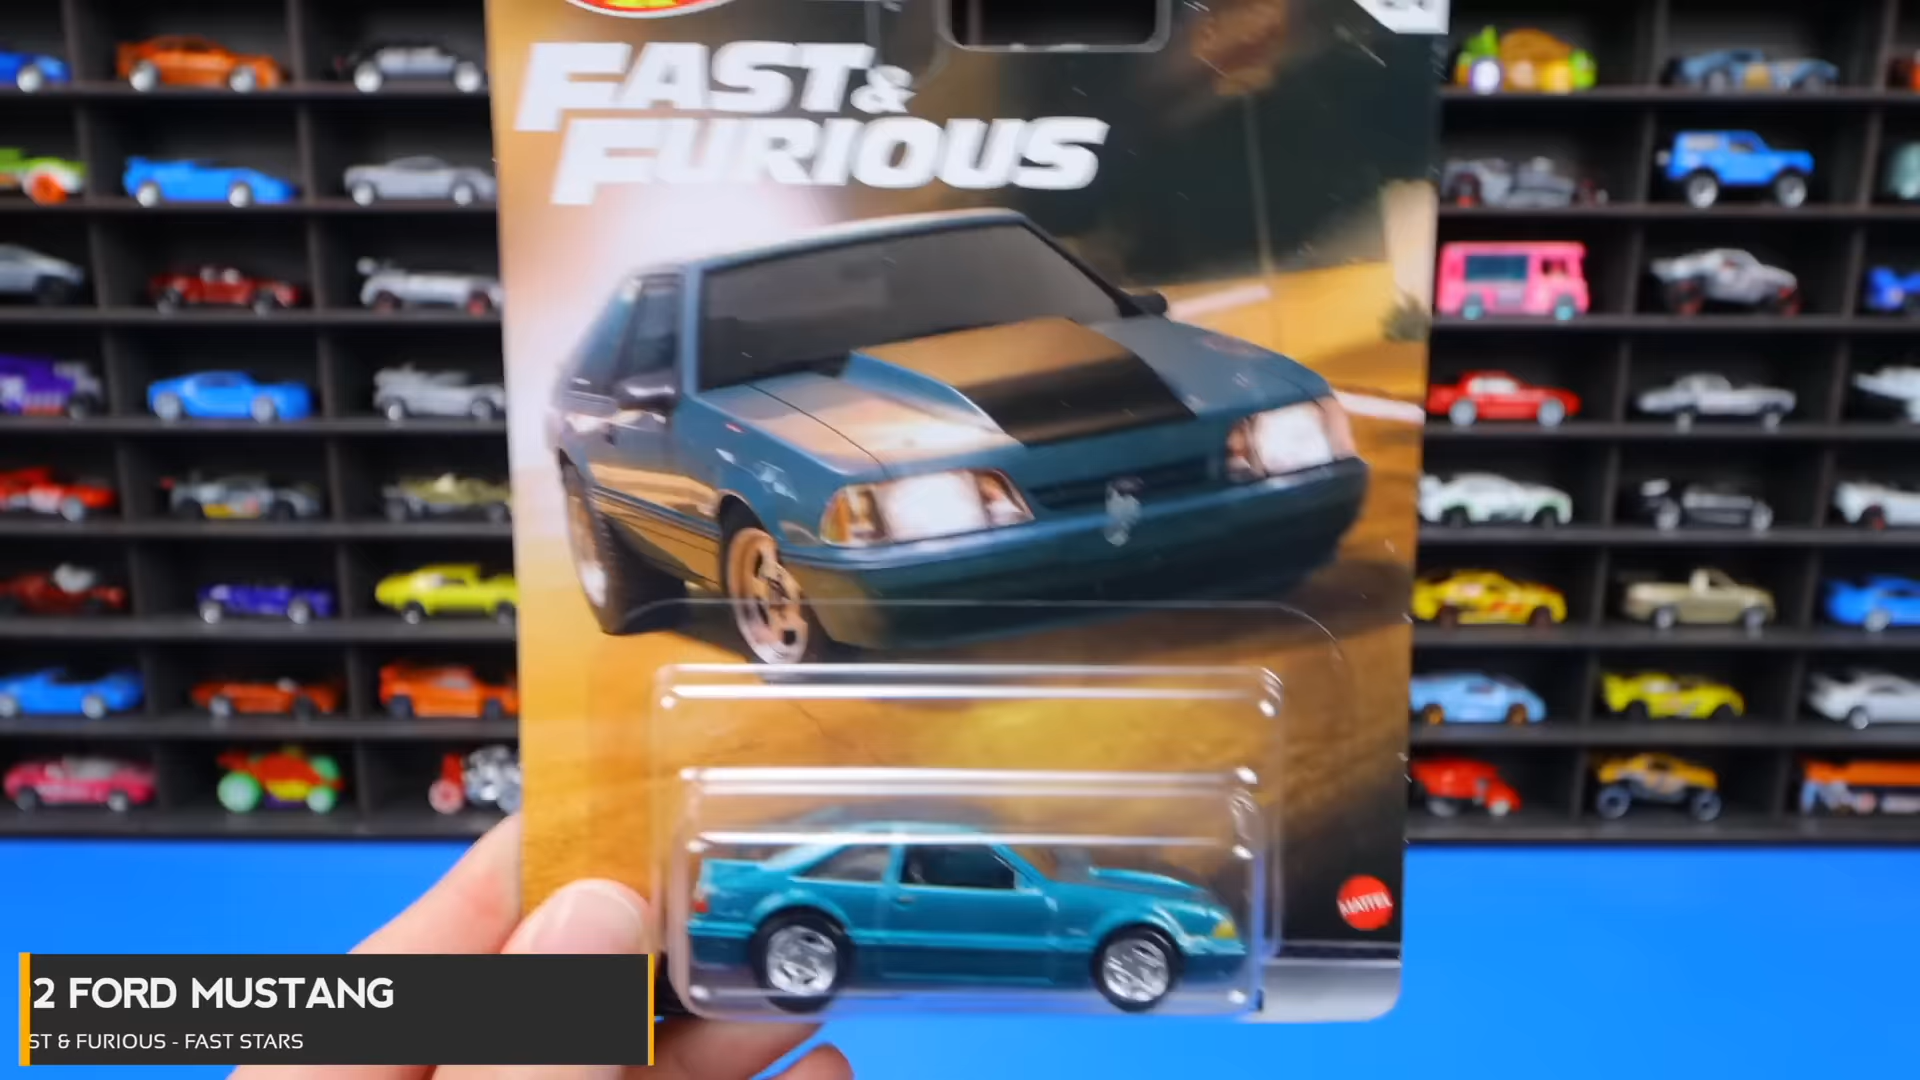 FAST&
FURIOUS
MATTEL
2 FORD MUSTANG
ST & FURIOUS - FAST STARS